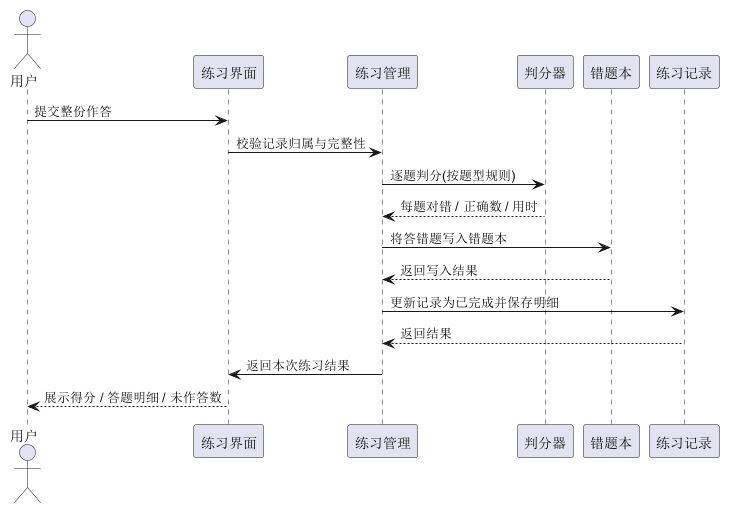 用户
练习界面
练习管理
判分器
错题本
练习记录
提交整份作答
校验记录归属与完整性
逐题判分(按题型规则)
每题对错 / 正确数 / 用时
将答错题写入错题本
返回写入结果
更新记录为已完成并保存明细
返回结果
返回本次练习结果
展示得分 / 答题明细 / 未作答数
用户
练习界面
练习管理
判分器
错题本
练习记录